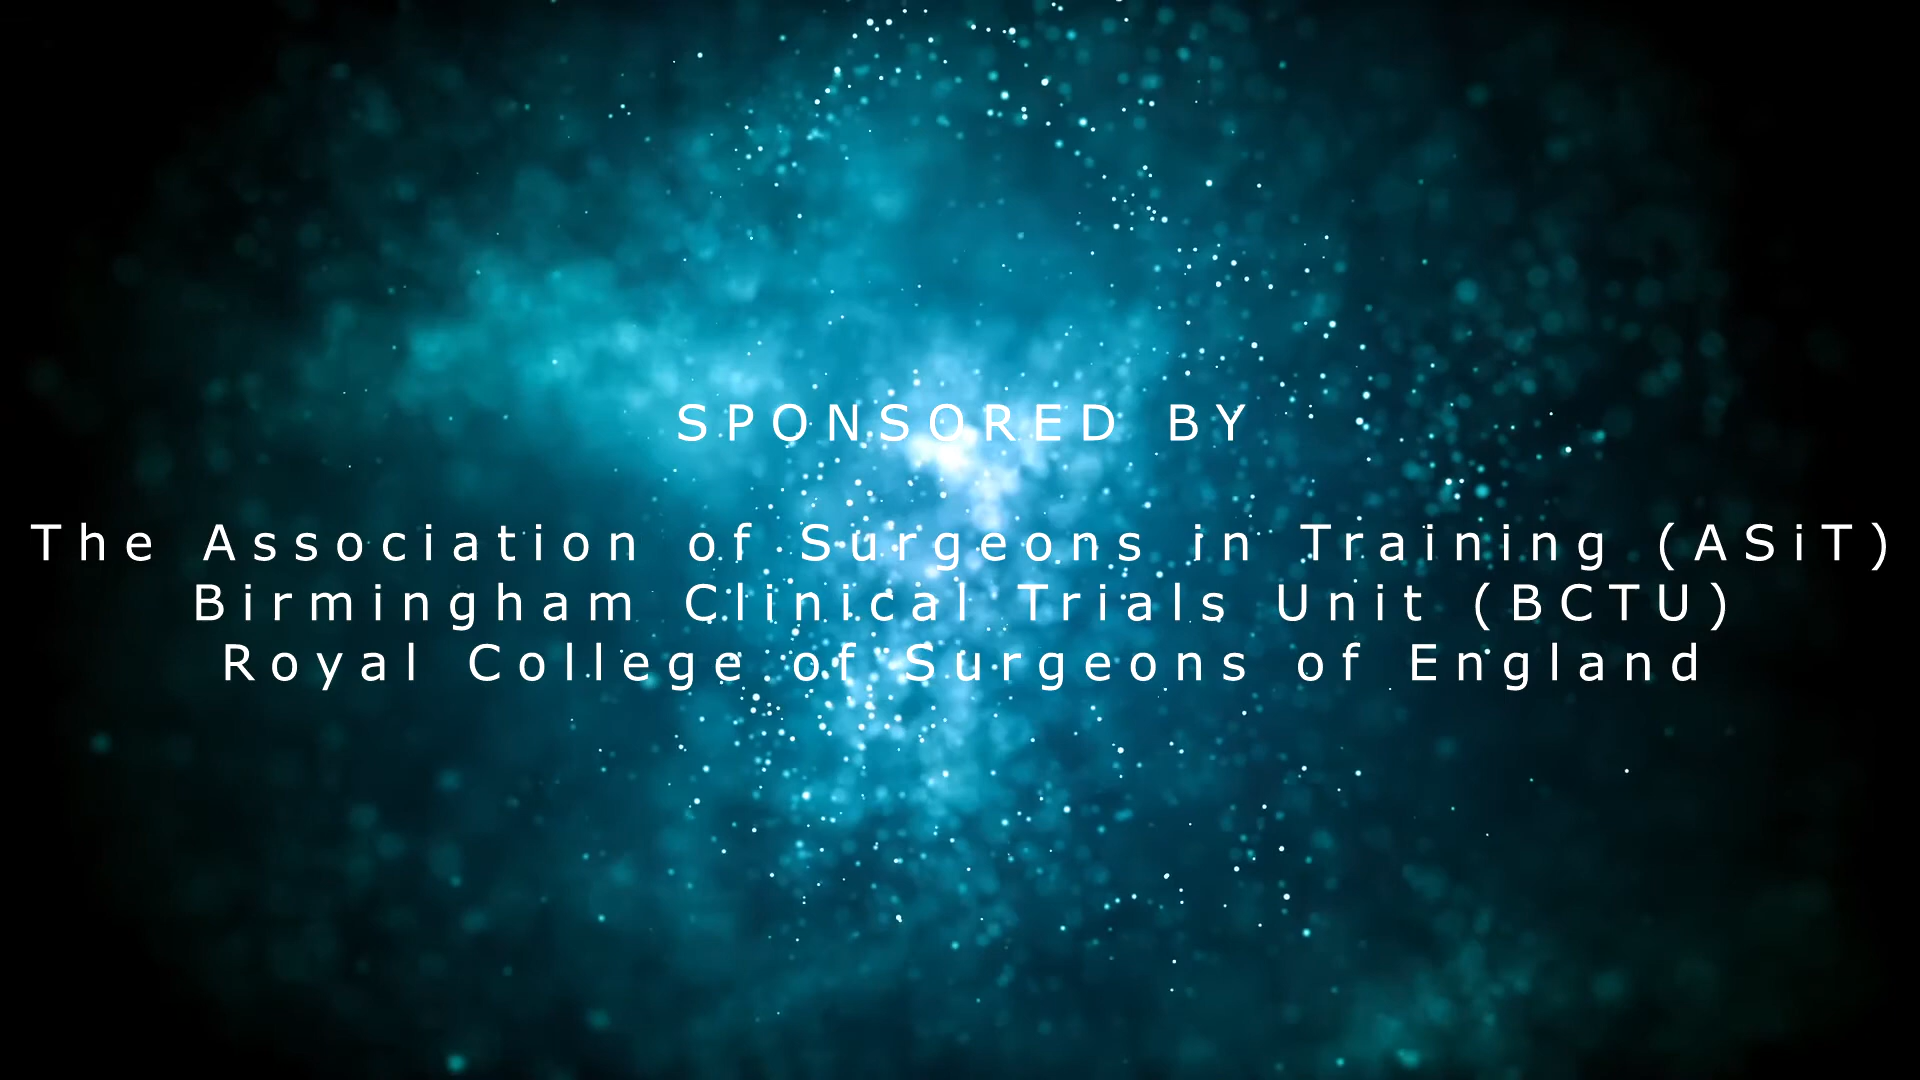 SPONSORED BY
The Association of Surgeons in Training (ASiT)
Birmingham Clinical Trials Unit (BCTU)
Royal College of Surgeons of England